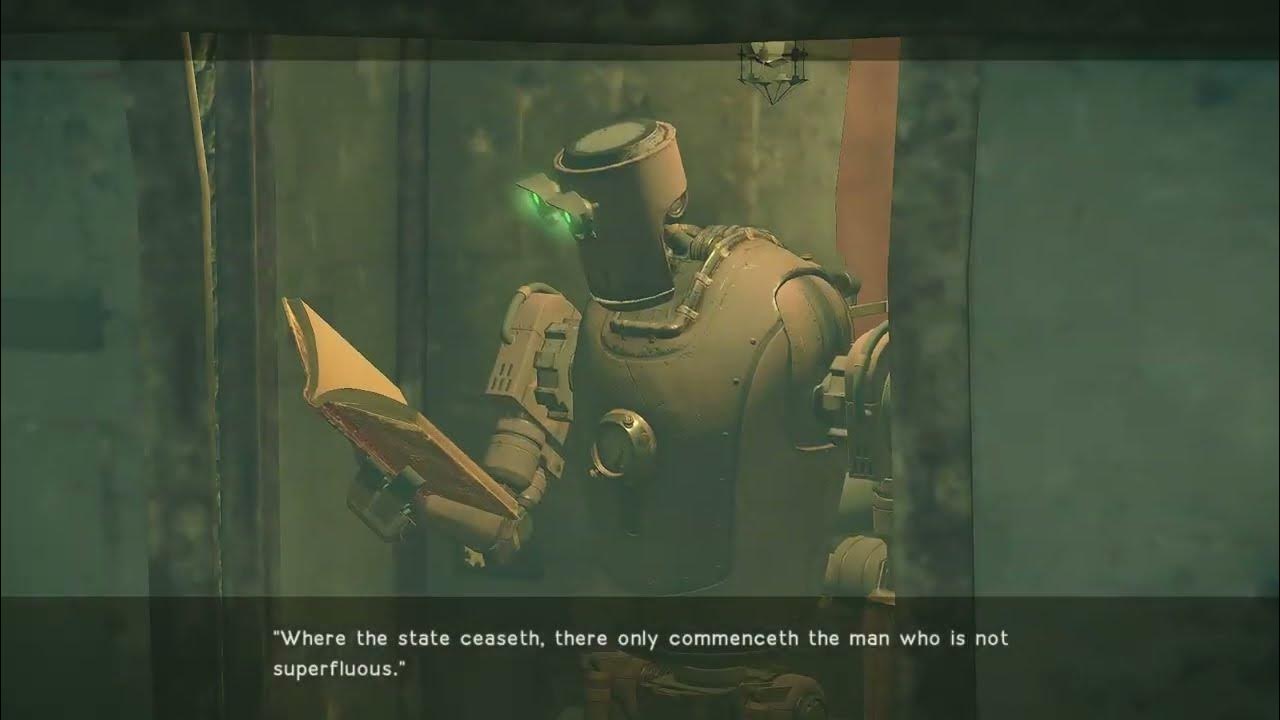 "Where the state ceaseth, there only commenceth the man who is not
superfluous."